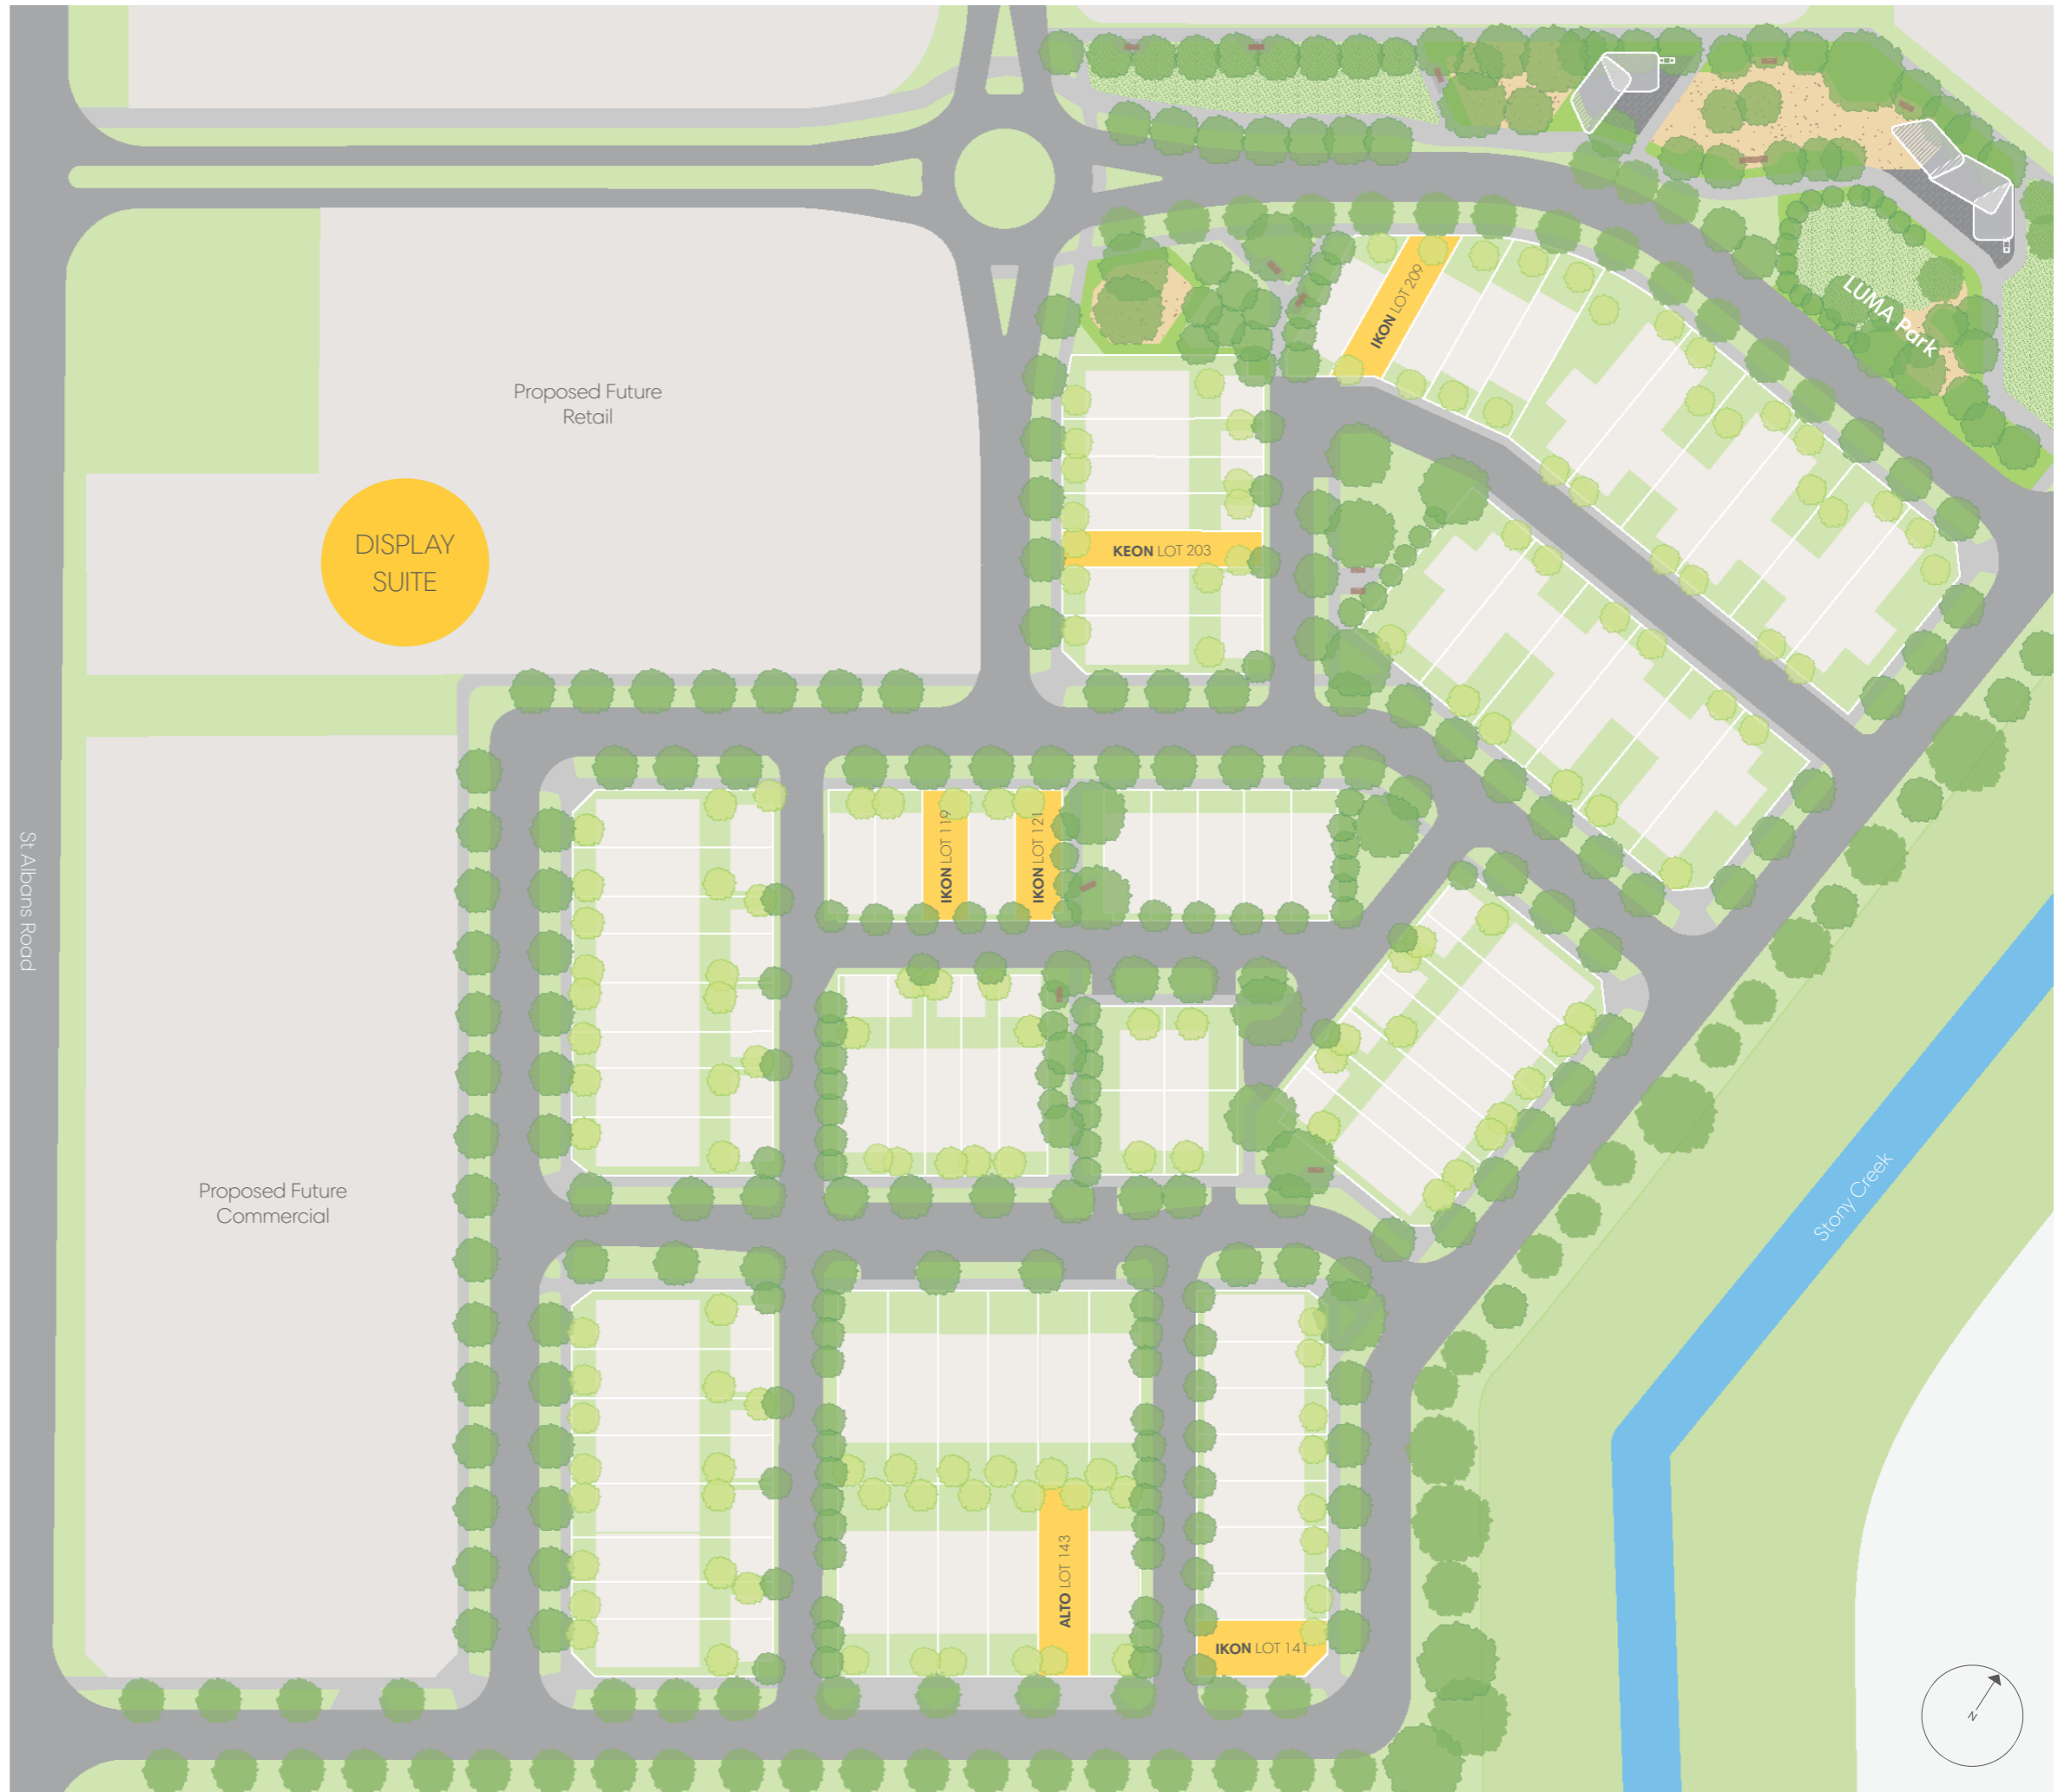 LUMA Park
IKON LOT 209
Proposed Future
Retail
DISPLAY
SUITE
KEON LOT 203
St Albans Road
IKON LOT 119
IKON LOT 121
Proposed Future
Commercial
Stony Creek
ALTO LOT 143
IKON LOT 141
N